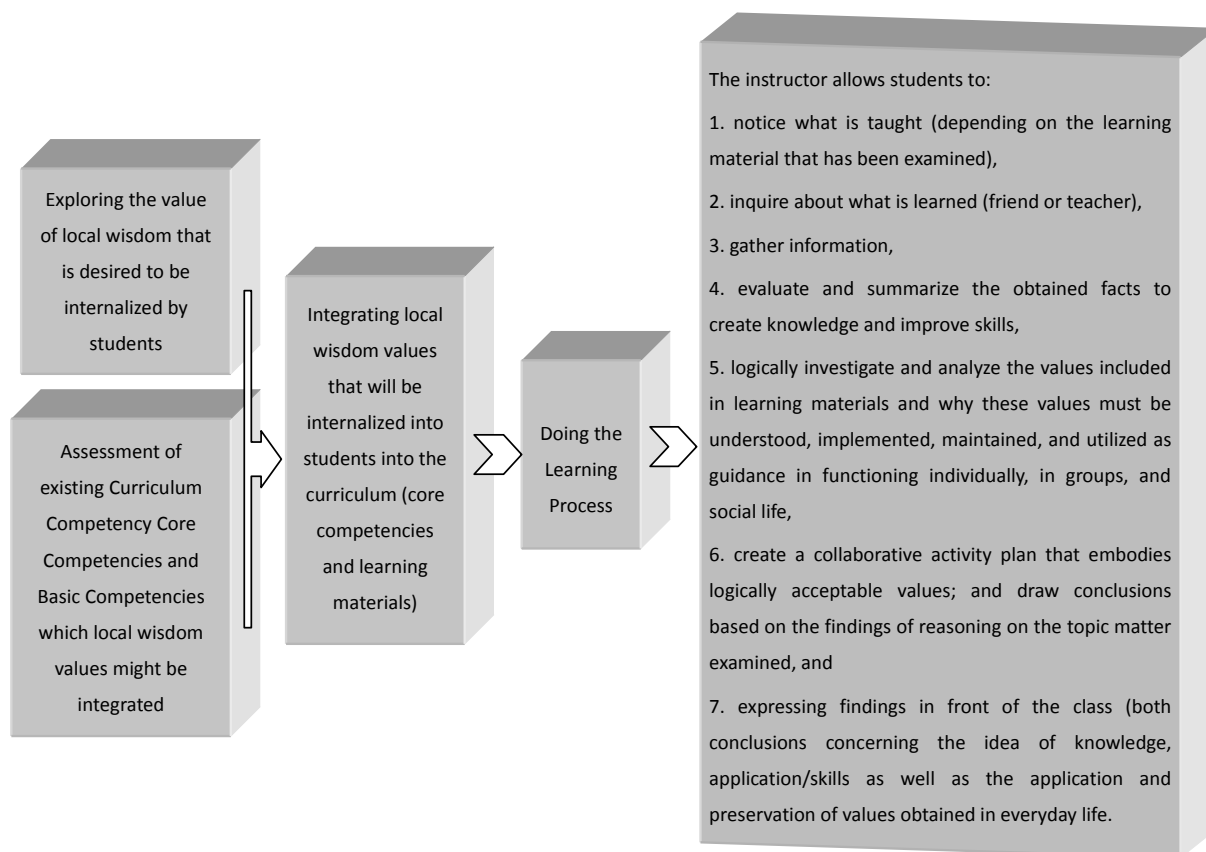 Exploring the value
of local wisdom that
is desired to be
internalized by
students
Assessment of
existing Curriculum
Competency Core
Competencies and
Basic Competencies
which local wisdom
values might be
integrated
Integrating local
wisdom values
that will be
internalized into
students into the
curriculum (core
competencies
and learning
materials)
Doing the
Learning
Process
The instructor allows students to:
1. notice what is taught (depending on the learning
material that has been examined),
2. inquire about what is learned (friend or teacher),
3. gather information,
4. evaluate and summarize the obtained facts to
create knowledge and improve skills,
5. logically investigate and analyze the values included
in learning materials and why these values must be
understood, implemented, maintained, and utilized as
guidance in functioning individually, in groups, and
social life,
6. create a collaborative activity plan that embodies
logically acceptable values; and draw conclusions
based on the findings of reasoning on the topic matter
examined, and
7. expressing findings in front of the class (both
conclusions concerning the idea of knowledge,
application/skills as well as the application and
preservation of values obtained in everyday life.